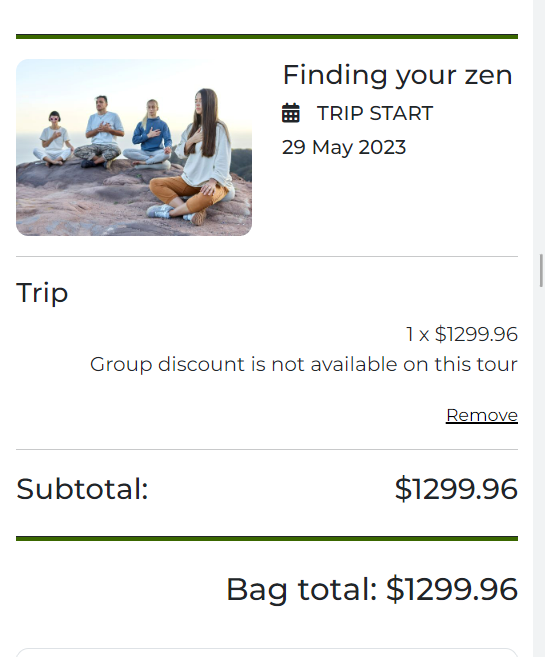 Finding your zen
TRIP START
29 May 2023
Trip
1 x $1299.96
Group discount is not available on this tour
Remove
Subtotal: $1299.96
Bag total: $1299.96